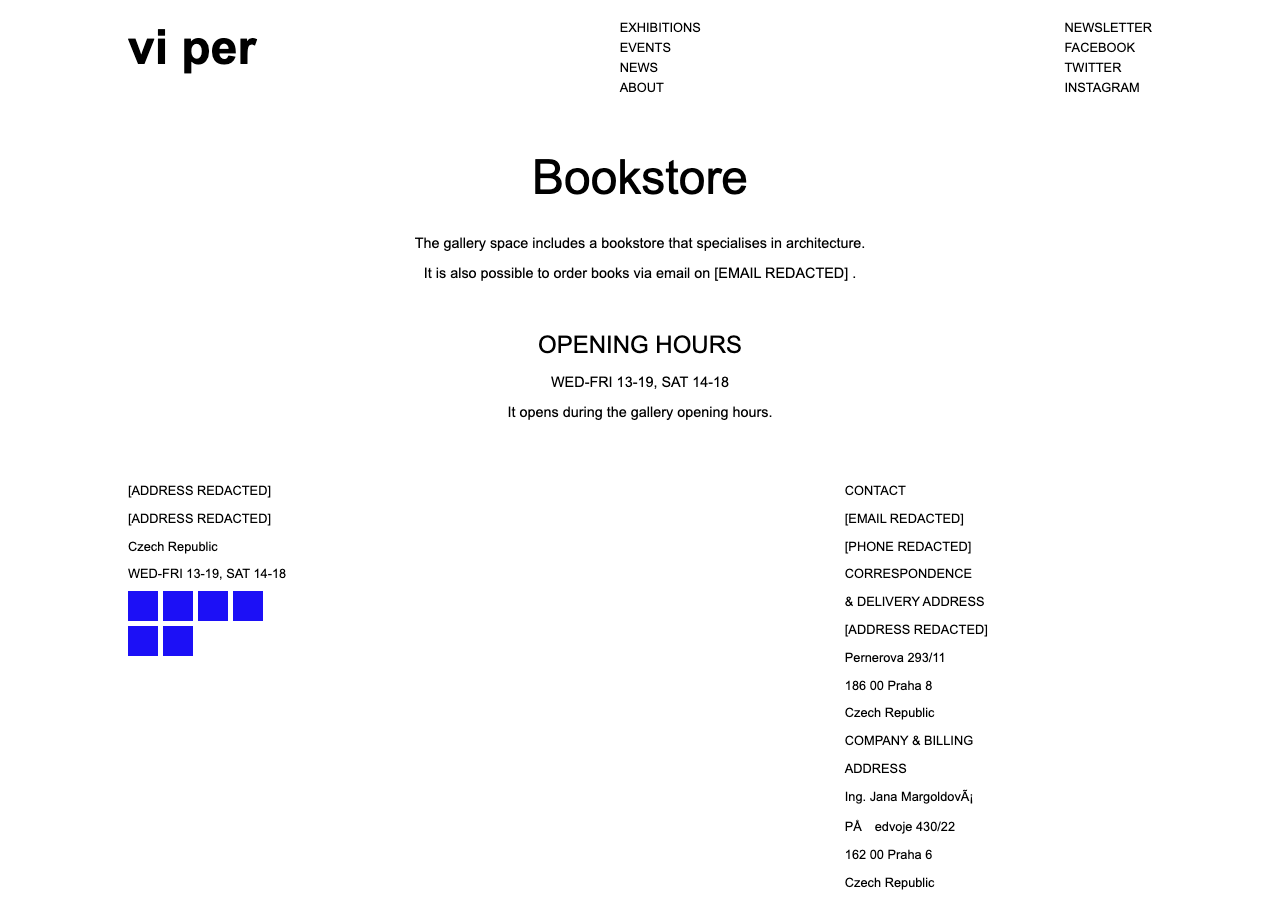 vi per
EXHIBITIONS
EVENTS
NEWS
ABOUT
NEWSLETTER
FACEBOOK
TWITTER
INSTAGRAM
Bookstore
The gallery space includes a bookstore that specialises in architecture.
It is also possible to order books via email on [EMAIL REDACTED] .
OPENING HOURS
WED-FRI 13-19, SAT 14-18
It opens during the gallery opening hours.
[ADDRESS REDACTED]
[ADDRESS REDACTED]
Czech Republic
WED-FRI 13-19, SAT 14-18
CONTACT
[EMAIL REDACTED]
[PHONE REDACTED]
CORRESPONDENCE
& DELIVERY ADDRESS
[ADDRESS REDACTED]
Pernerova 293/11
186 00 Praha 8
Czech Republic
COMPANY & BILLING
ADDRESS
Ing. Jana MargoldovÃ¡
PÅ edvoje 430/22
162 00 Praha 6
Czech Republic